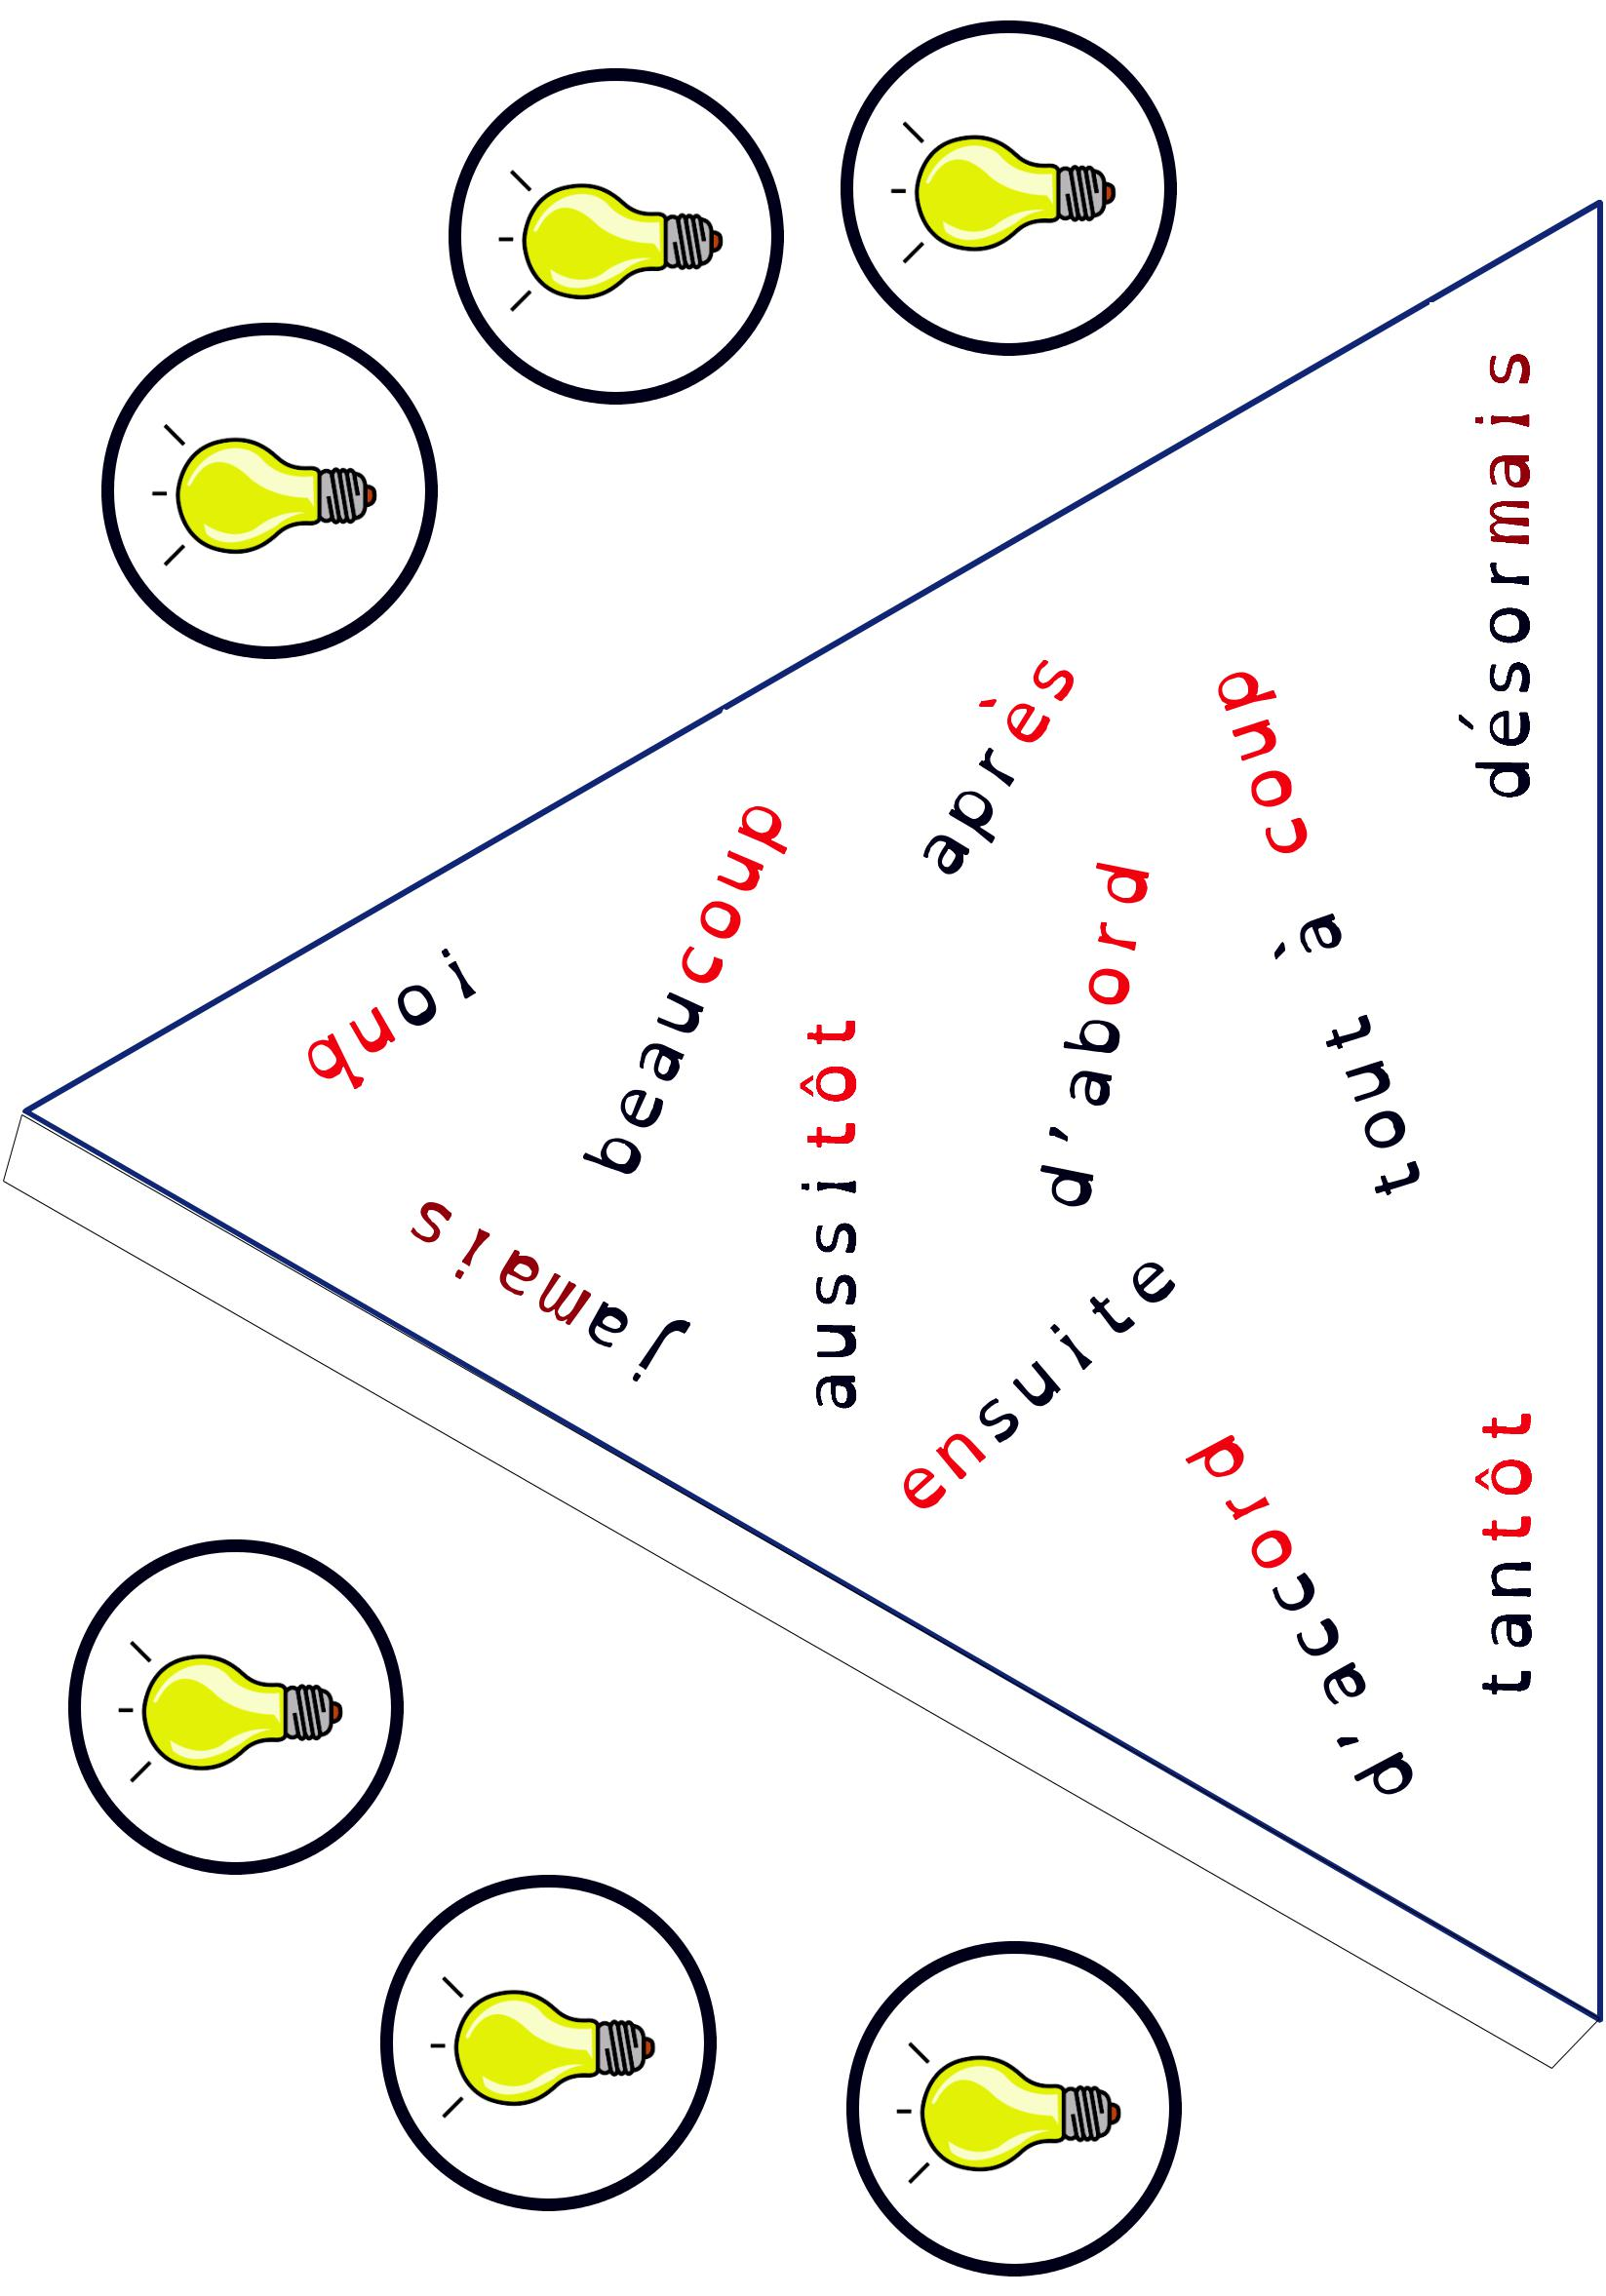 quoi
jamais
beaucoup
aussitôt
après
ensuite
d'abord
tout à coup
d'accord
désormais
tantôt